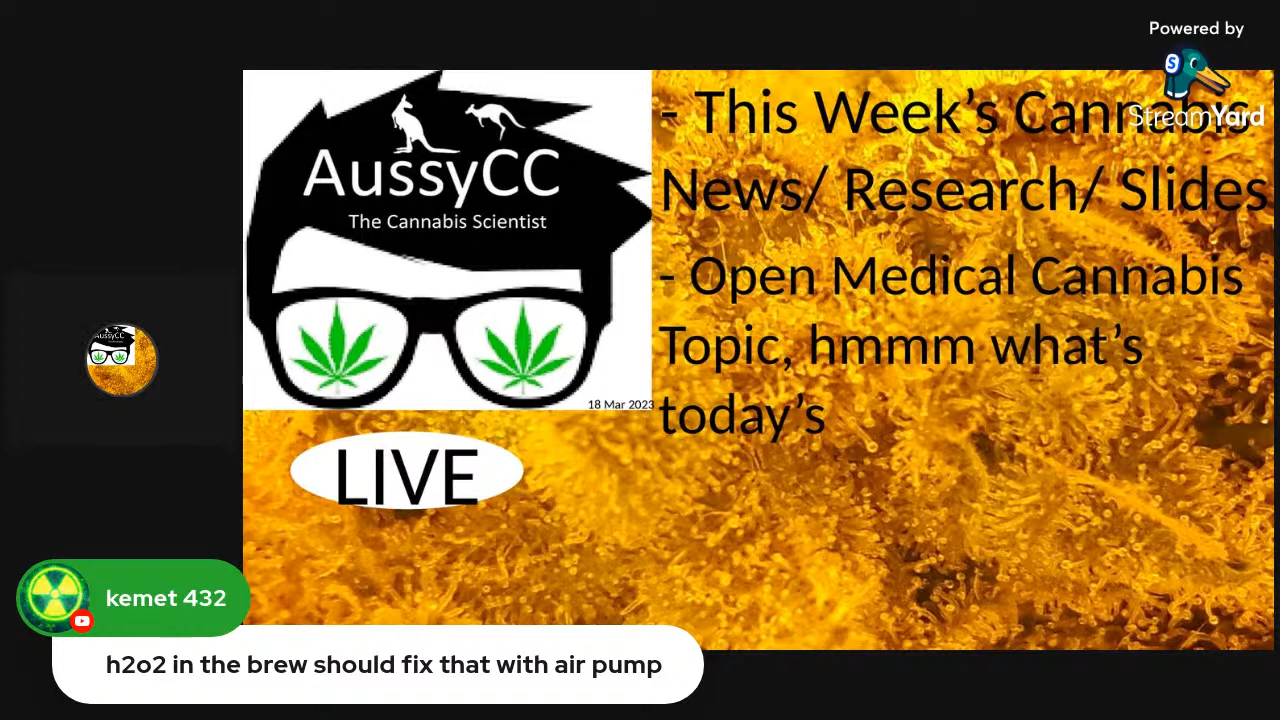 Powered by
StreamYard
AussyCC
The Cannabis Scientist
18 Mar 2023
- This Week's Cannabis
News/ Research/ Slides
- Open Medical Cannabis
Topic, hmmm what's
today's
LIVE
kemet 432
h2o2 in the brew should fix that with air pump